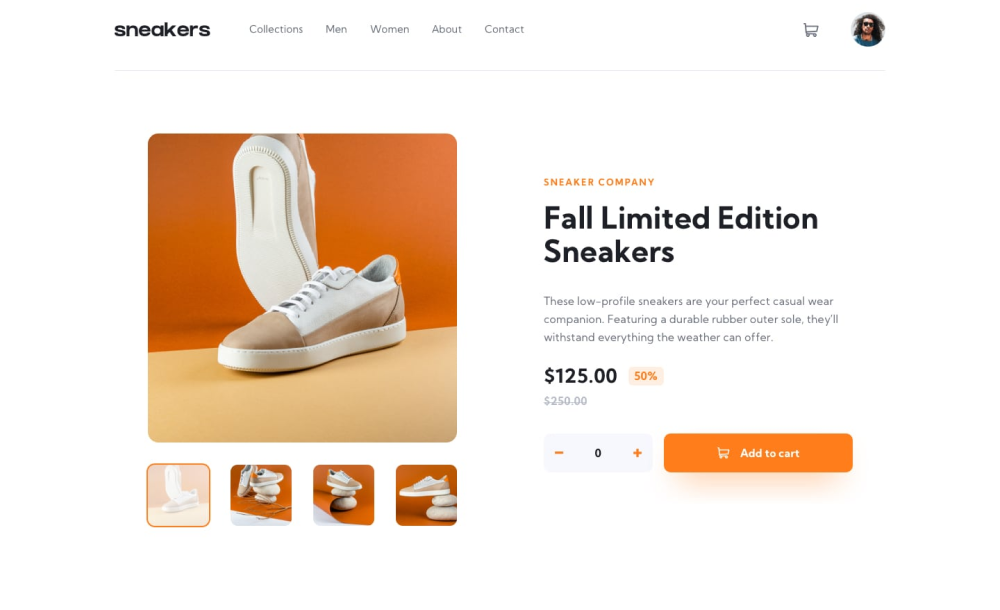 sneakers
Collections Men Women About Contact
SNEAKER COMPANY
Fall Limited Edition
Sneakers
These low-profile sneakers are your perfect casual wear
companion. Featuring a durable rubber outer sole, they'll
withstand everything the weather can offer.
$125.00 50%
$250.00
0
Add to cart